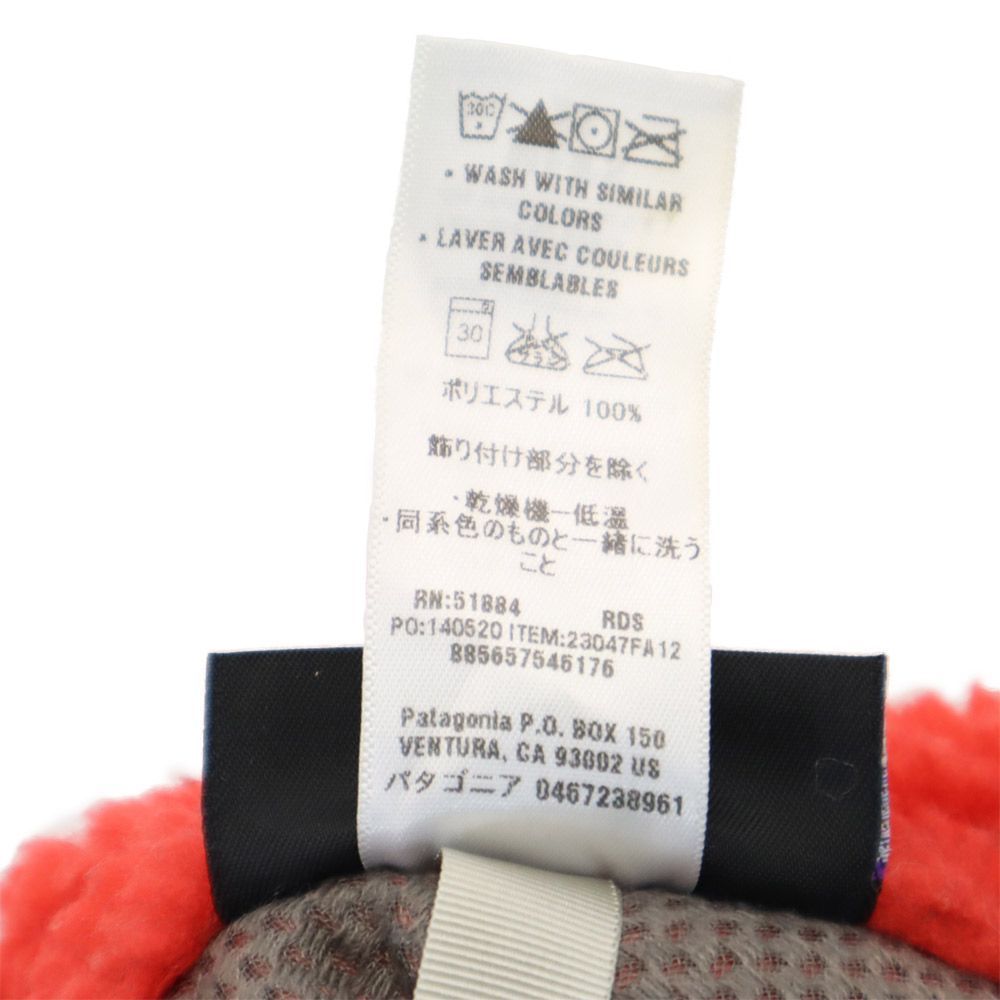 30C
• WASH WITH SIMILAR
COLORS
• LAVER AVEC COULEURS
SEMBLABLES
30
ポリエステル 100%
飾り付け部分を除く
・乾燥機ー低温
・同系色のものと一緒に洗う
こと
RN:51884 RDS
PO:140520 ITEM:23047FA12
885657546176
Patagonia P.O. BOX 150
VENTURA, CA 93002 US
パタゴニア 0467238961